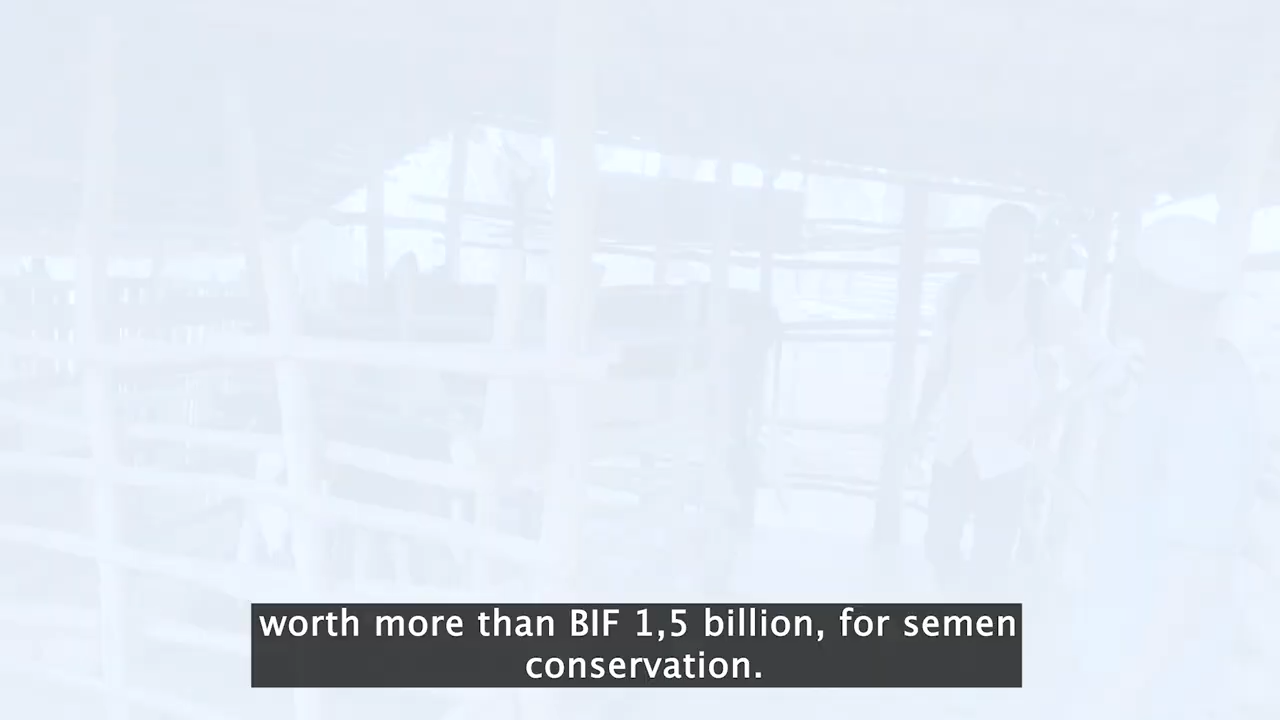 worth more than BIF 1,5 billion, for semen
conservation.